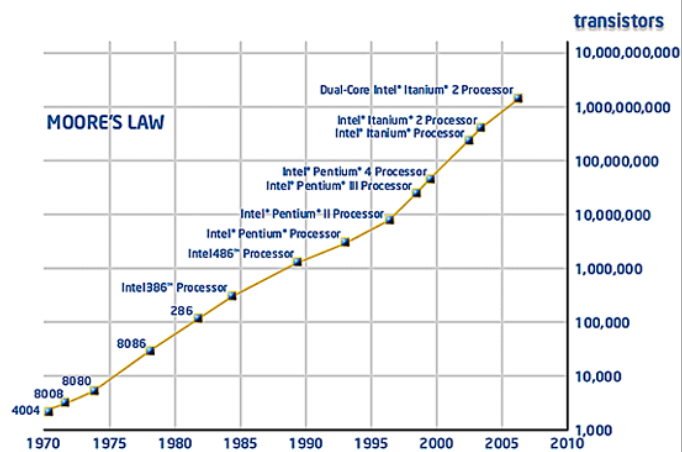 transistors
10,000,000,000
Dual-Core Intel® Itanium® 2 Processor
1,000,000,000
MOORE'S LAW
Intel® Itanium® 2 Processor
Intel® Itanium® Processor
100,000,000
Intel® Pentium® 4 Processor
Intel® Pentium® III Processor
Intel® Pentium® II Processor
10,000,000
Intel® Pentium® Processor
Intel486™ Processor
1,000,000
Intel386™ Processor
286
100,000
8086
8080
10,000
8008
4004
1,000
1970 1975 1980 1985 1990 1995 2000 2005 2010